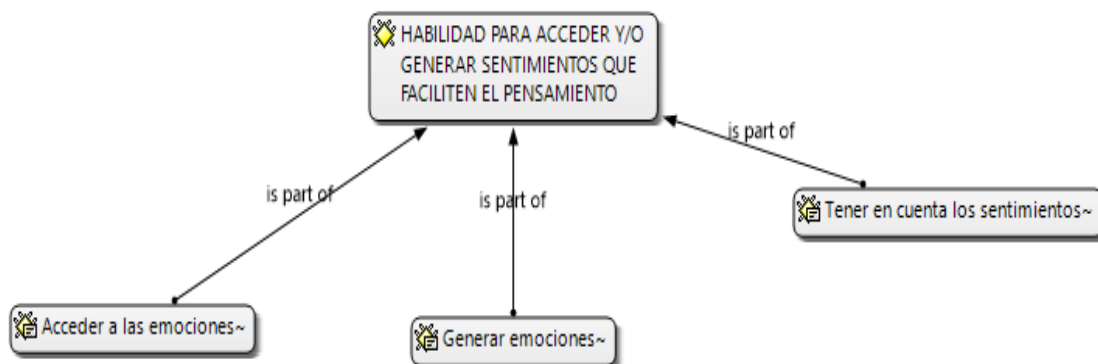 HABILIDAD PARA ACCEDER Y/O
GENERAR SENTIMIENTOS QUE
FACILITEN EL PENSAMIENTO
is part of
is part of
is part of
Tener en cuenta los sentimientos~
Acceder a las emociones~
Generar emociones~